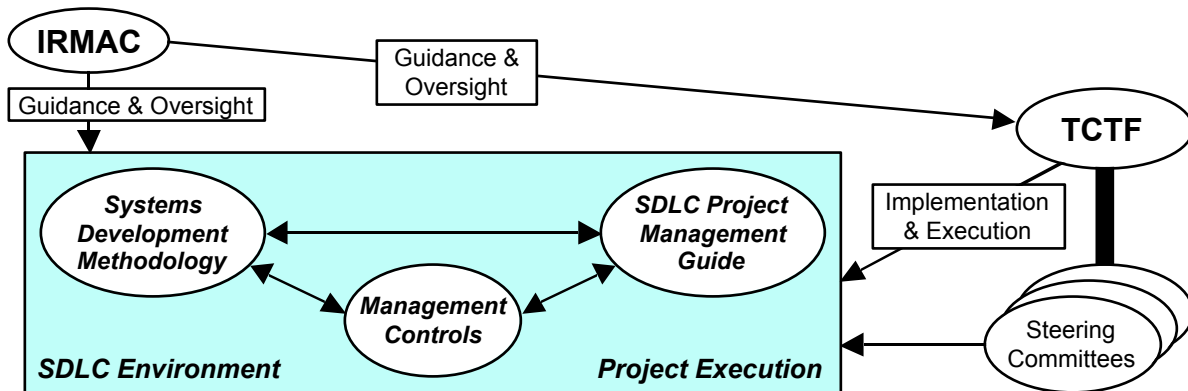 IRMAC
Guidance &
Oversight
Guidance & Oversight
TCTF
Systems
Development
Methodology
SDLC Project
Management
Guide
Implementation
& Execution
Management
Controls
Steering
Committees
SDLC Environment
Project Execution